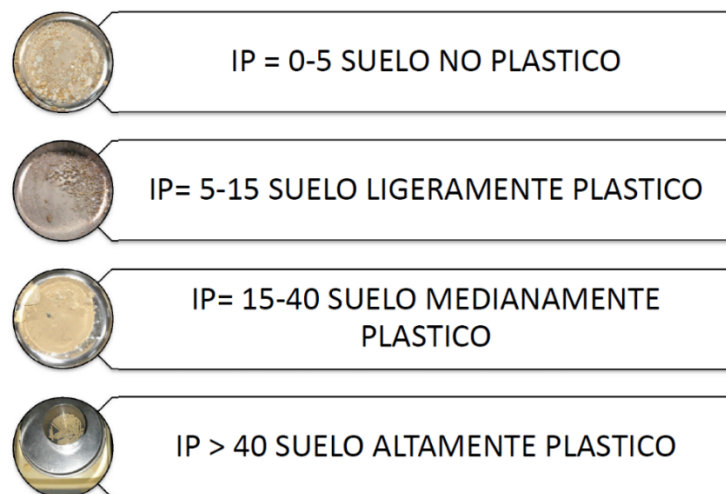 IP = 0-5 SUELO NO PLASTICO
IP= 5-15 SUELO LIGERAMENTE PLASTICO
IP= 15-40 SUELO MEDIANAMENTE
PLASTICO
IP > 40 SUELO ALTAMENTE PLASTICO